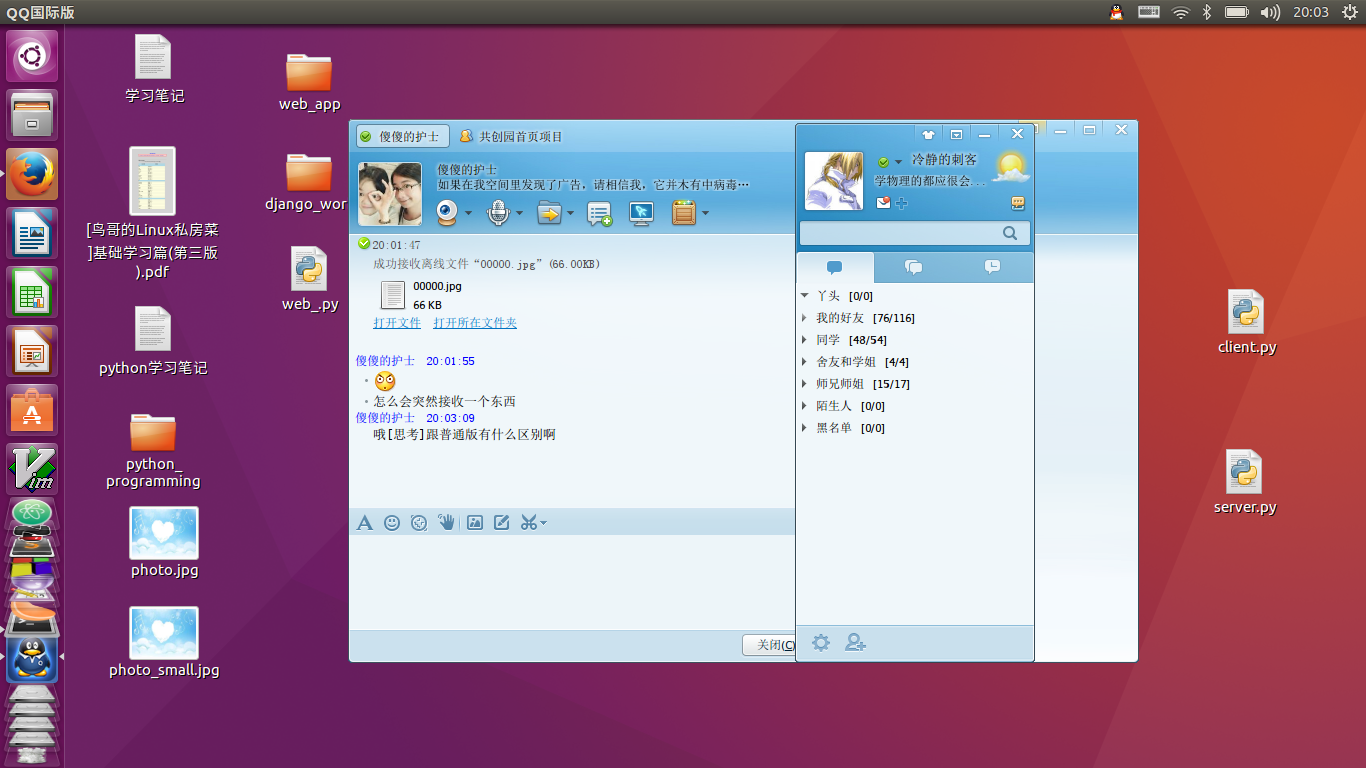 QQ国际版
20:03
学习笔记
[鸟哥的Linux私房菜
]基础学习篇(第三版
).pdf
python学习笔记
python_
programming
photo.jpg
photo_small.jpg
web_app
django_wor
web_.py
client.py
server.py
Vim
傻傻的护士
共创园首页项目
傻傻的护士
如果在我空间里发现了广告，请相信我，它并木有中病毒…
20:01:47
成功接收离线文件“00000.jpg”(66.00KB)
00000.jpg
66 KB
打开文件 打开所在文件夹
傻傻的护士 20:01:55
怎么会突然接收一个东西
傻傻的护士 20:03:09
哦[思考]跟普通版有什么区别啊
关闭(C)
冷静的刺客
学物理的都应很会...
丫头 [0/0]
我的好友 [76/116]
同学 [48/54]
舍友和学姐 [4/4]
师兄师姐 [15/17]
陌生人 [0/0]
黑名单 [0/0]